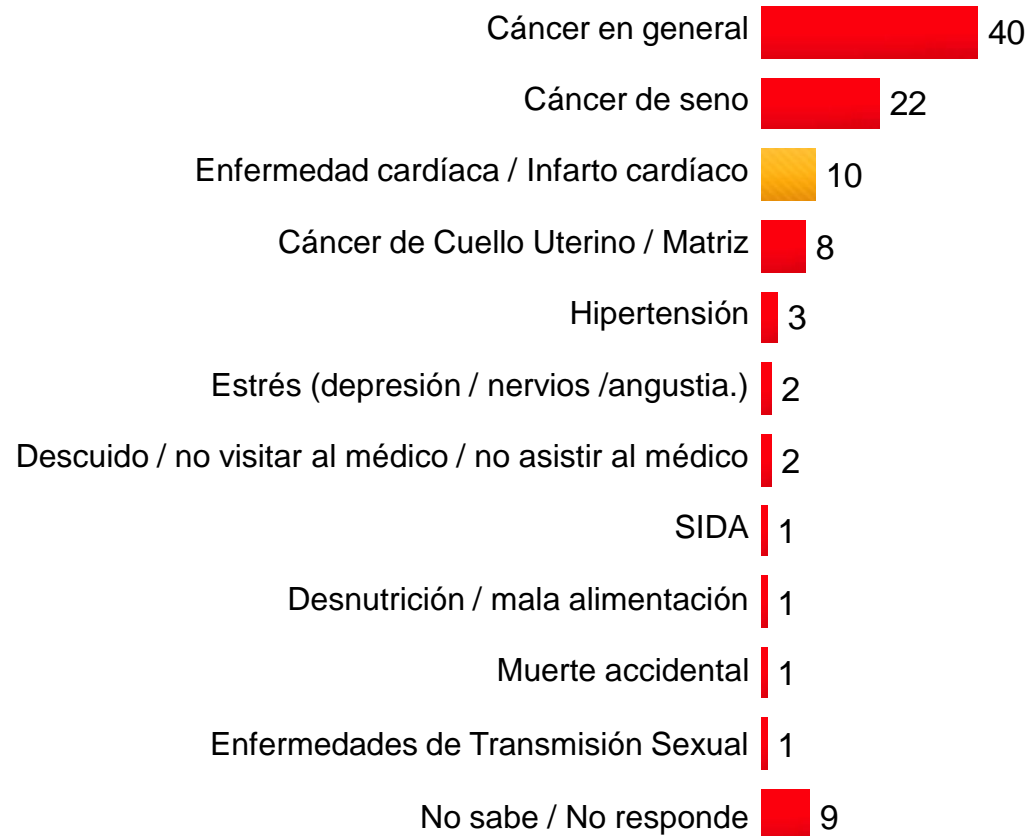 Cáncer en general 40
Cáncer de seno 22
Enfermedad cardíaca / Infarto cardíaco 10
Cáncer de Cuello Uterino / Matriz 8
Hipertensión 3
Estrés (depresión / nervios /angustia.) 2
Descuido / no visitar al médico / no asistir al médico 2
SIDA 1
Desnutrición / mala alimentación 1
Muerte accidental 1
Enfermedades de Transmisión Sexual 1
No sabe / No responde 9